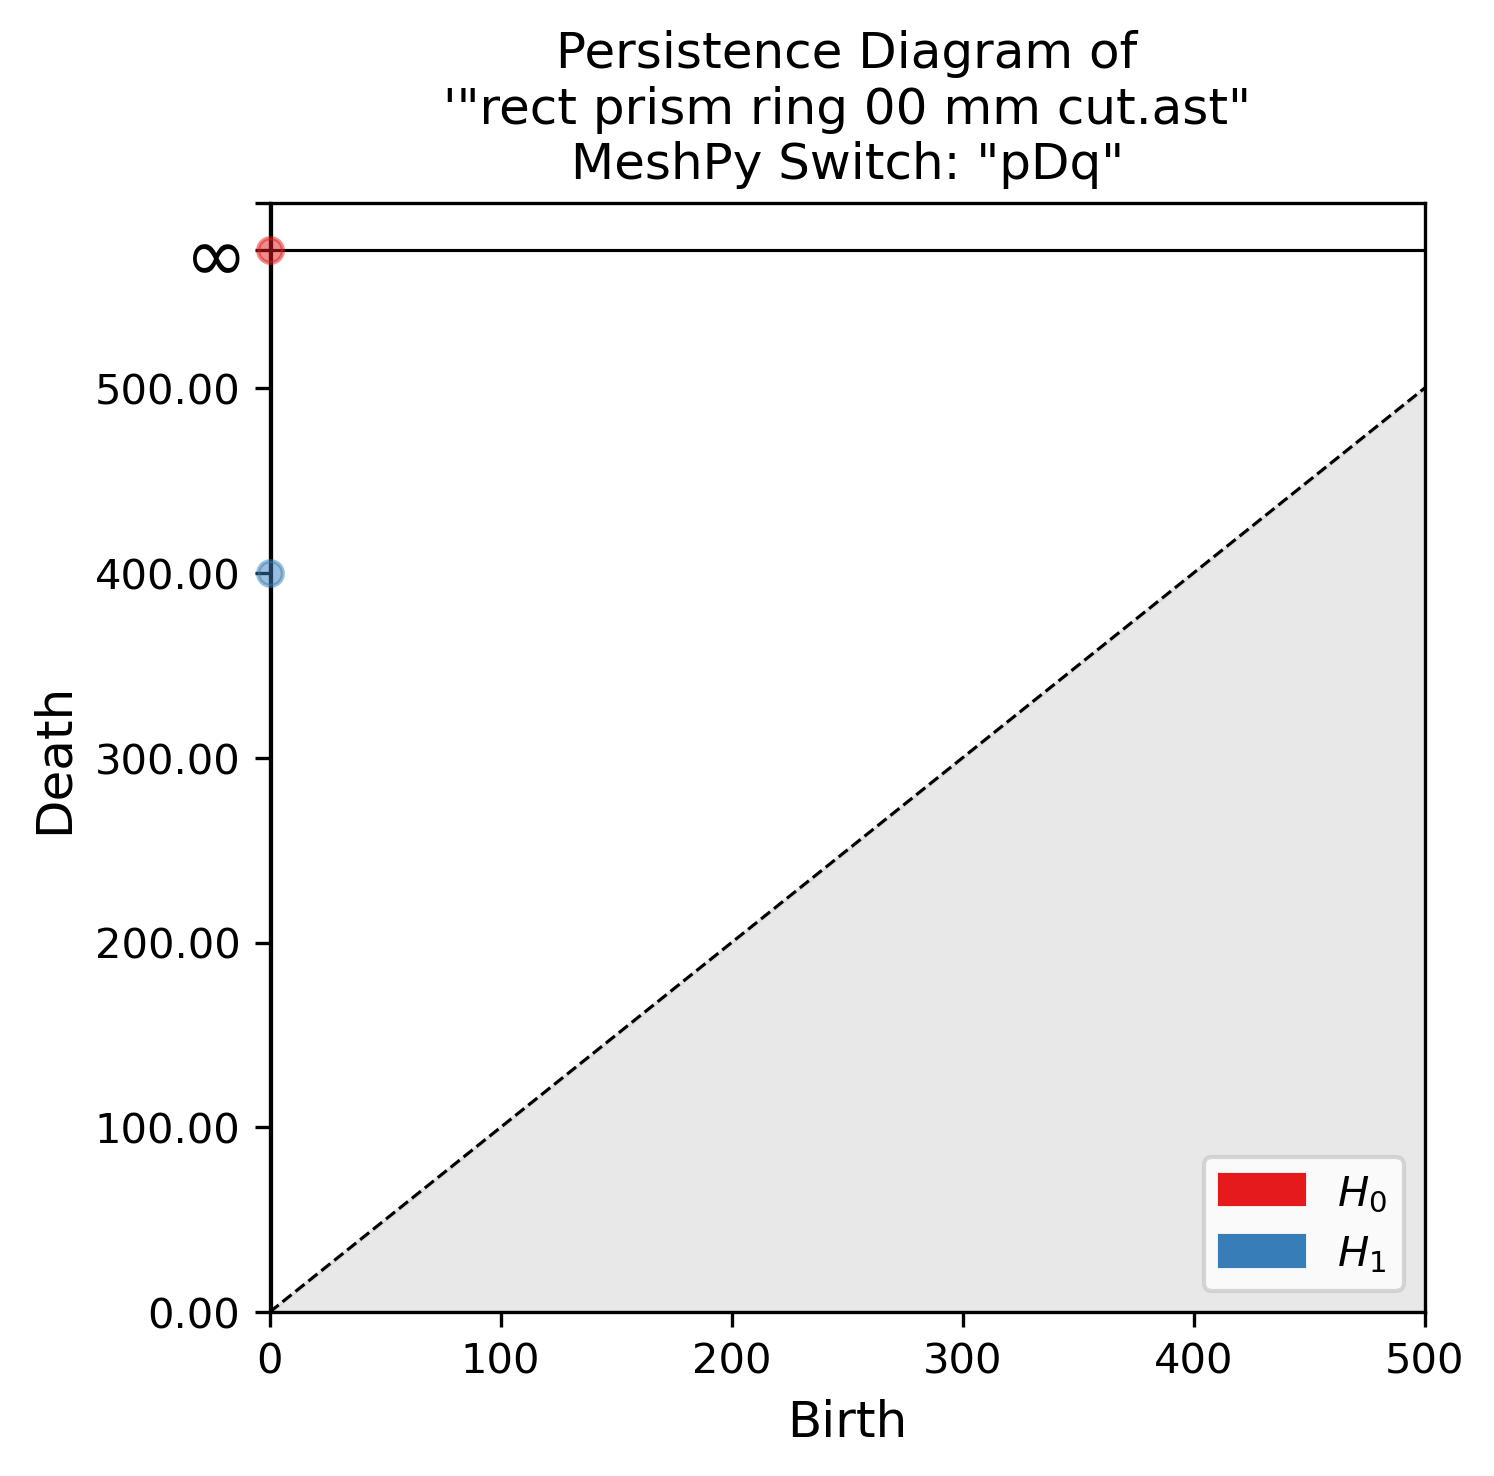 Persistence Diagram of
'"rect prism ring 00 mm cut.ast"
MeshPy Switch: "pDq"
∞
500.00
400.00
300.00
200.00
100.00
0.00
Death
0 100 200 300 400 500
Birth
H₀
H₁